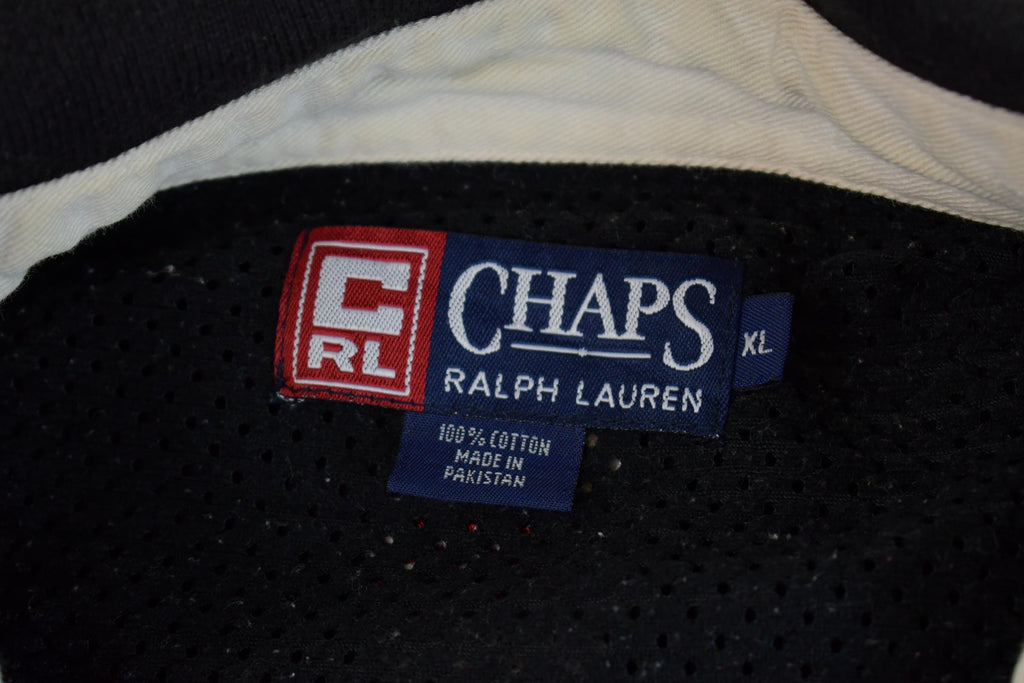 C
RL
CHAPS
RALPH LAUREN
XL
100% COTTON
MADE IN
PAKISTAN